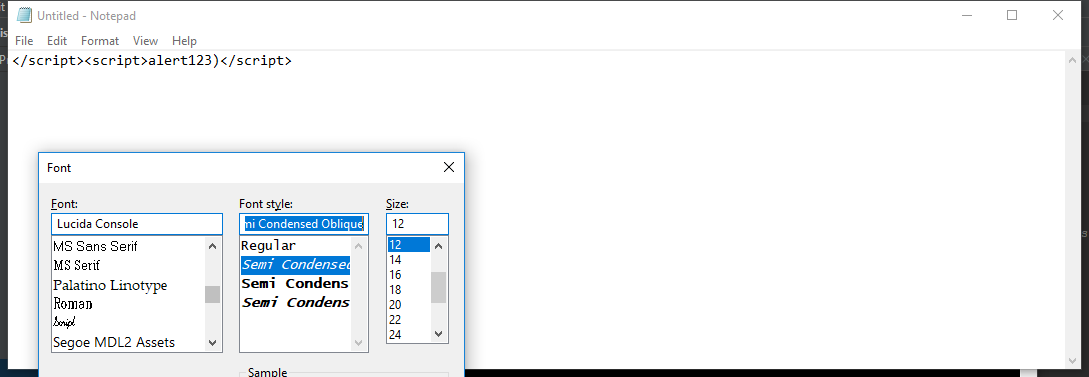 Untitled - Notepad
File Edit Format View Help
</script><script>alert123)</script>
Font
Font: Font style: Size:
Lucida Console mi Condensed Oblique 12
MS Sans Serif Regular 12
MS Serif Semi Condensed 14
Palatino Linotype Semi Condens 16
Roman Semi Condens 18
Script 20
Segoe MDL2 Assets 22
24
Sample